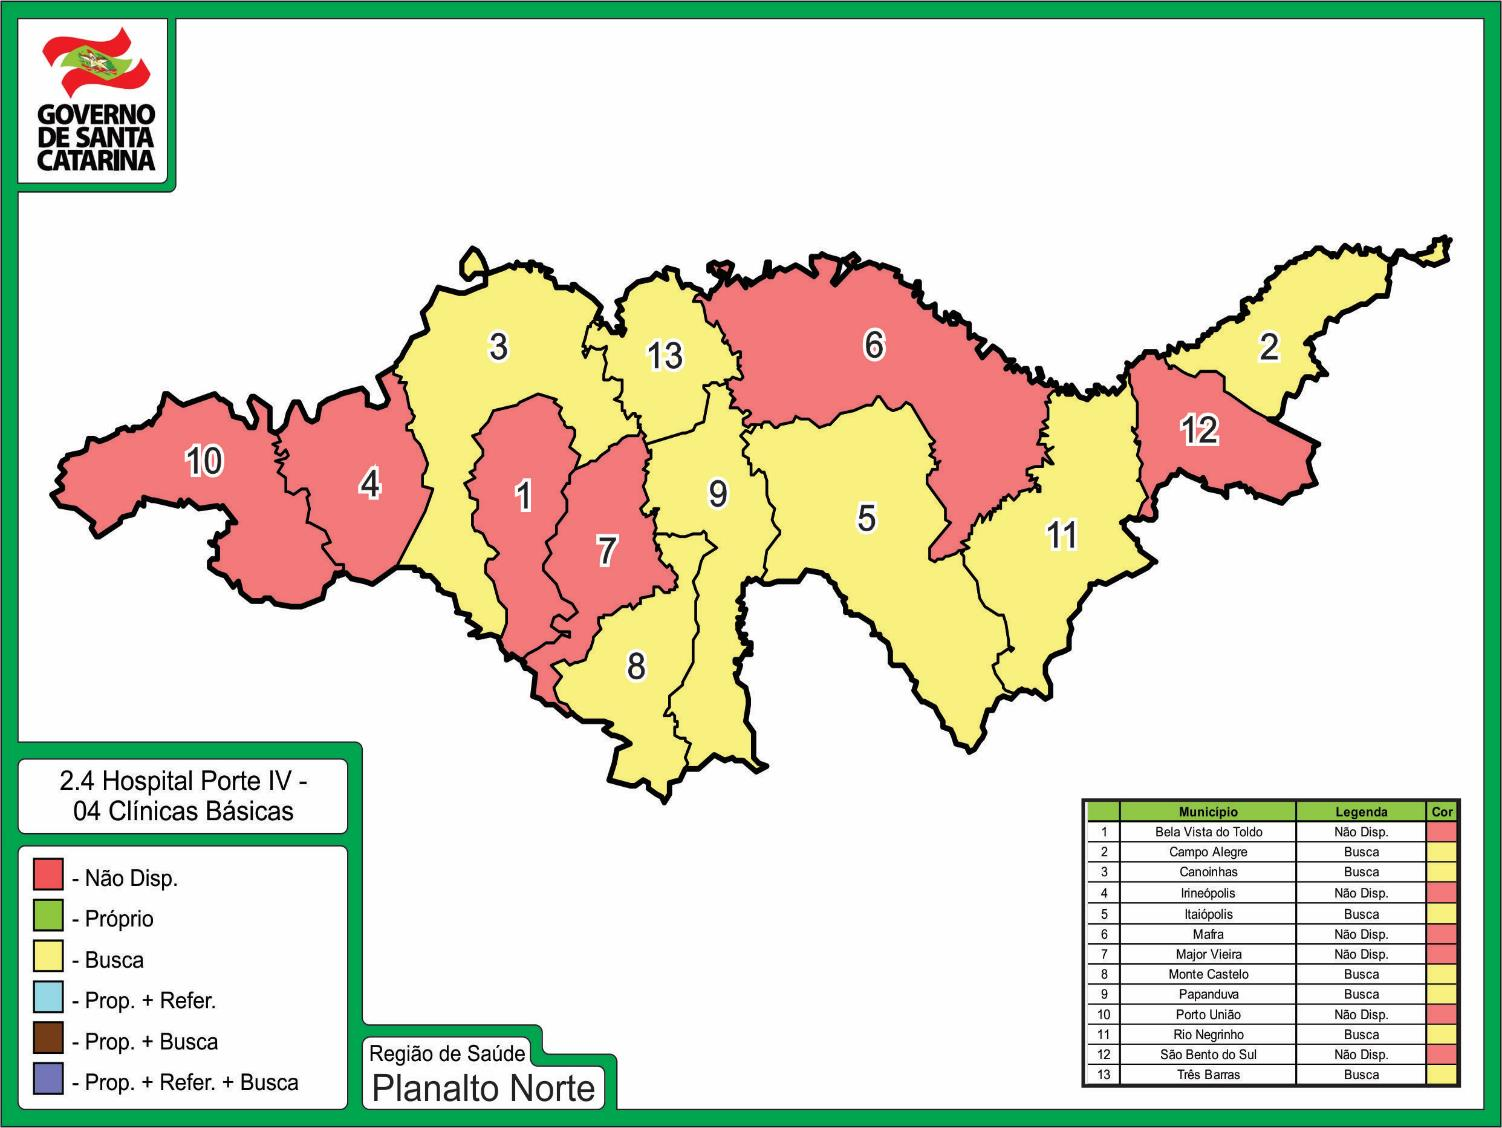 GOVERNO
DE SANTA
CATARINA
3
13
6
2
12
10
4
1
9
5
11
7
8
2.4 Hospital Porte IV -
04 Clínicas Básicas
- Não Disp.
- Próprio
- Busca
- Prop. + Refer.
- Prop. + Busca
- Prop. + Refer. + Busca
Região de Saúde
Planalto Norte
Município Legenda Cor
1 Bela Vista do Toldo Não Disp.
2 Campo Alegre Busca
3 Canoinhas Busca
4 Irineópolis Não Disp.
5 Itaiópolis Busca
6 Mafra Não Disp.
7 Major Vieira Não Disp.
8 Monte Castelo Busca
9 Papanduva Busca
10 Porto União Não Disp.
11 Rio Negrinho Busca
12 São Bento do Sul Não Disp.
13 Três Barras Busca